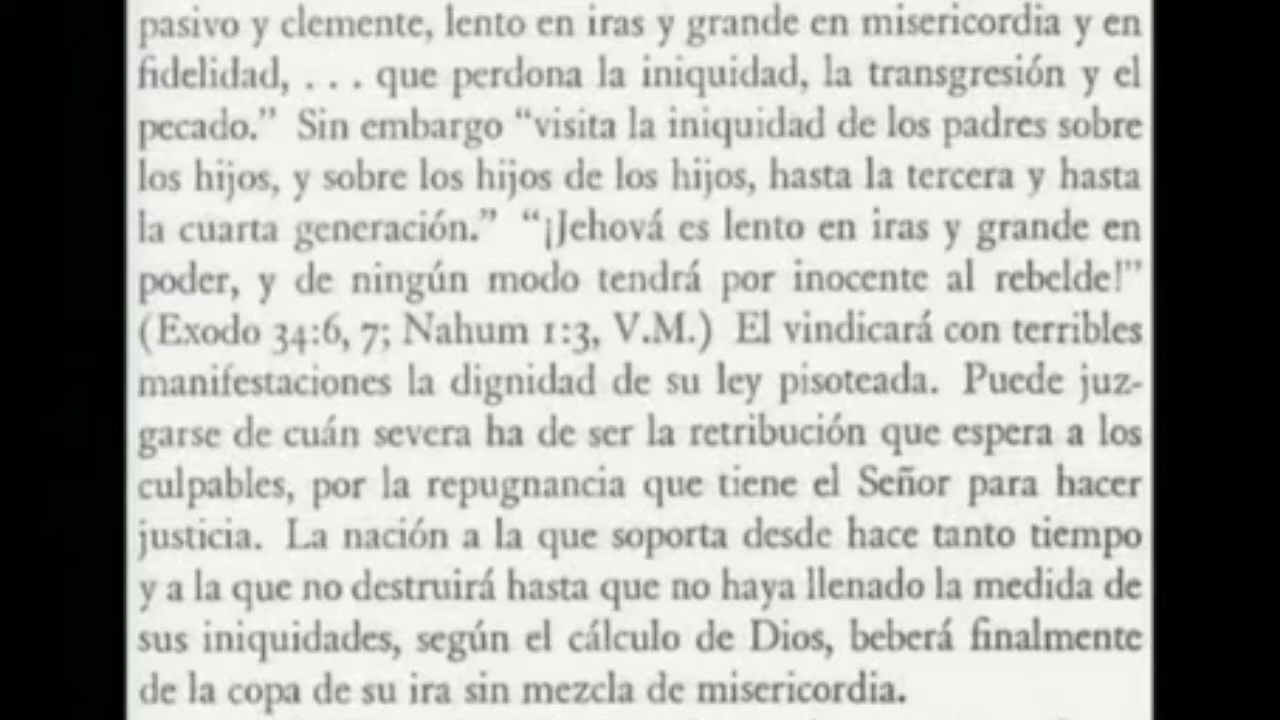 pasivo y clemente, lento en iras y grande en misericordia y en
fidelidad, . . . que perdona la iniquidad, la transgresión y el
pecado.” Sin embargo “visita la iniquidad de los padres sobre
los hijos, y sobre los hijos de los hijos, hasta la tercera y hasta
la cuarta generación.” “¡Jehová es lento en iras y grande en
poder, y de ningún modo tendrá por inocente al rebelde!”
(Exodo 34:6, 7; Nahum 1:3, V.M.) El vindicará con terribles
manifestaciones la dignidad de su ley pisoteada. Puede juz-
garse de cuán severa ha de ser la retribución que espera a los
culpables, por la repugnancia que tiene el Señor para hacer
justicia. La nación a la que soporta desde hace tanto tiempo
y a la que no destruirá hasta que no haya llenado la medida de
sus iniquidades, según el cálculo de Dios, beberá finalmente
de la copa de su ira sin mezcla de misericordia.